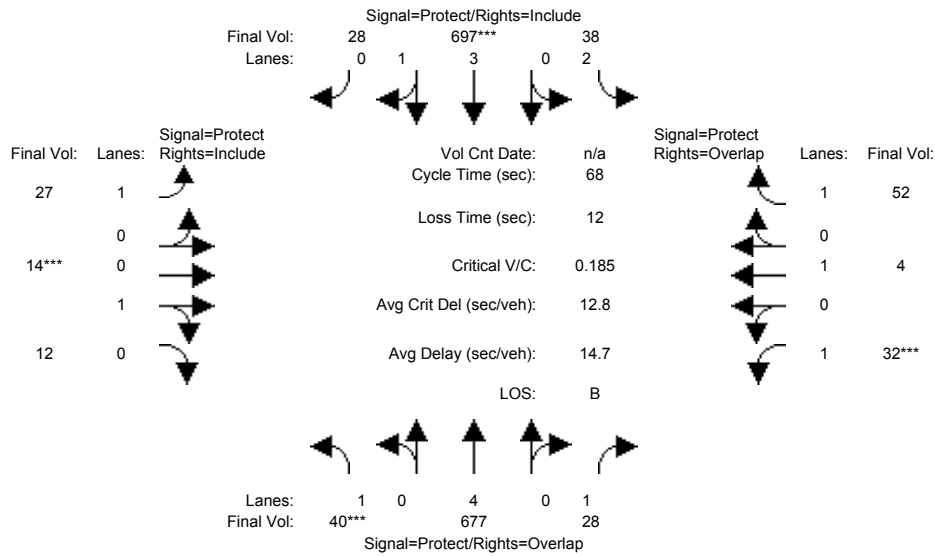 Signal=Protect/Rights=Include
Final Vol: 28 697*** 38
Lanes: 0 1 3 0 2
Signal=Protect
Final Vol: Lanes: Rights=Include
Vol Cnt Date: n/a
Signal=Protect
Rights=Overlap Lanes: Final Vol:
Cycle Time (sec): 68
27 1
1 52
Loss Time (sec): 12
0
0
14*** 0
Critical V/C: 0.185
1 4
1
Avg Crit Del (sec/veh): 12.8
0
12 0
Avg Delay (sec/veh): 14.7
1 32***
LOS: B
Lanes: 1 0 4 0 1
Final Vol: 40*** 677 28
Signal=Protect/Rights=Overlap